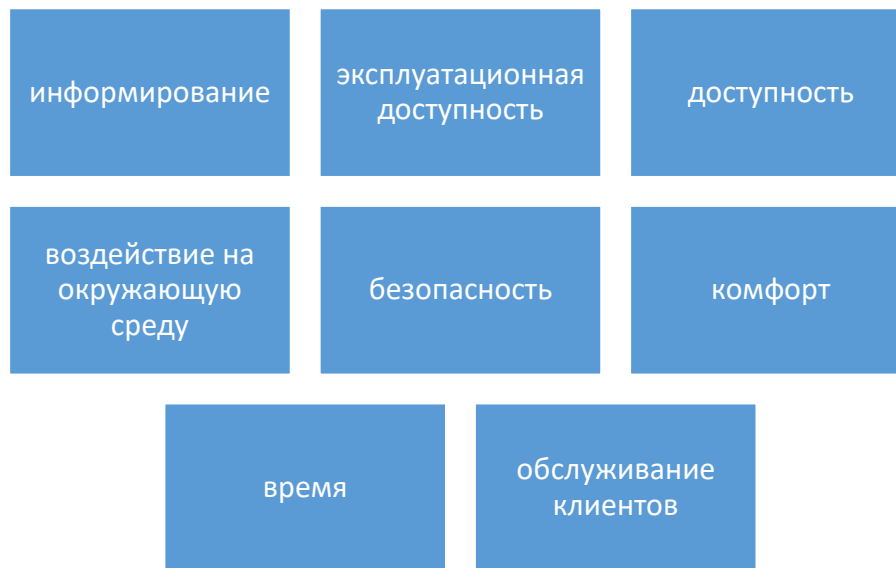 информирование
эксплуатационная
доступность
доступность
воздействие на
окружающую
среду
безопасность
комфорт
время
обслуживание
клиентов